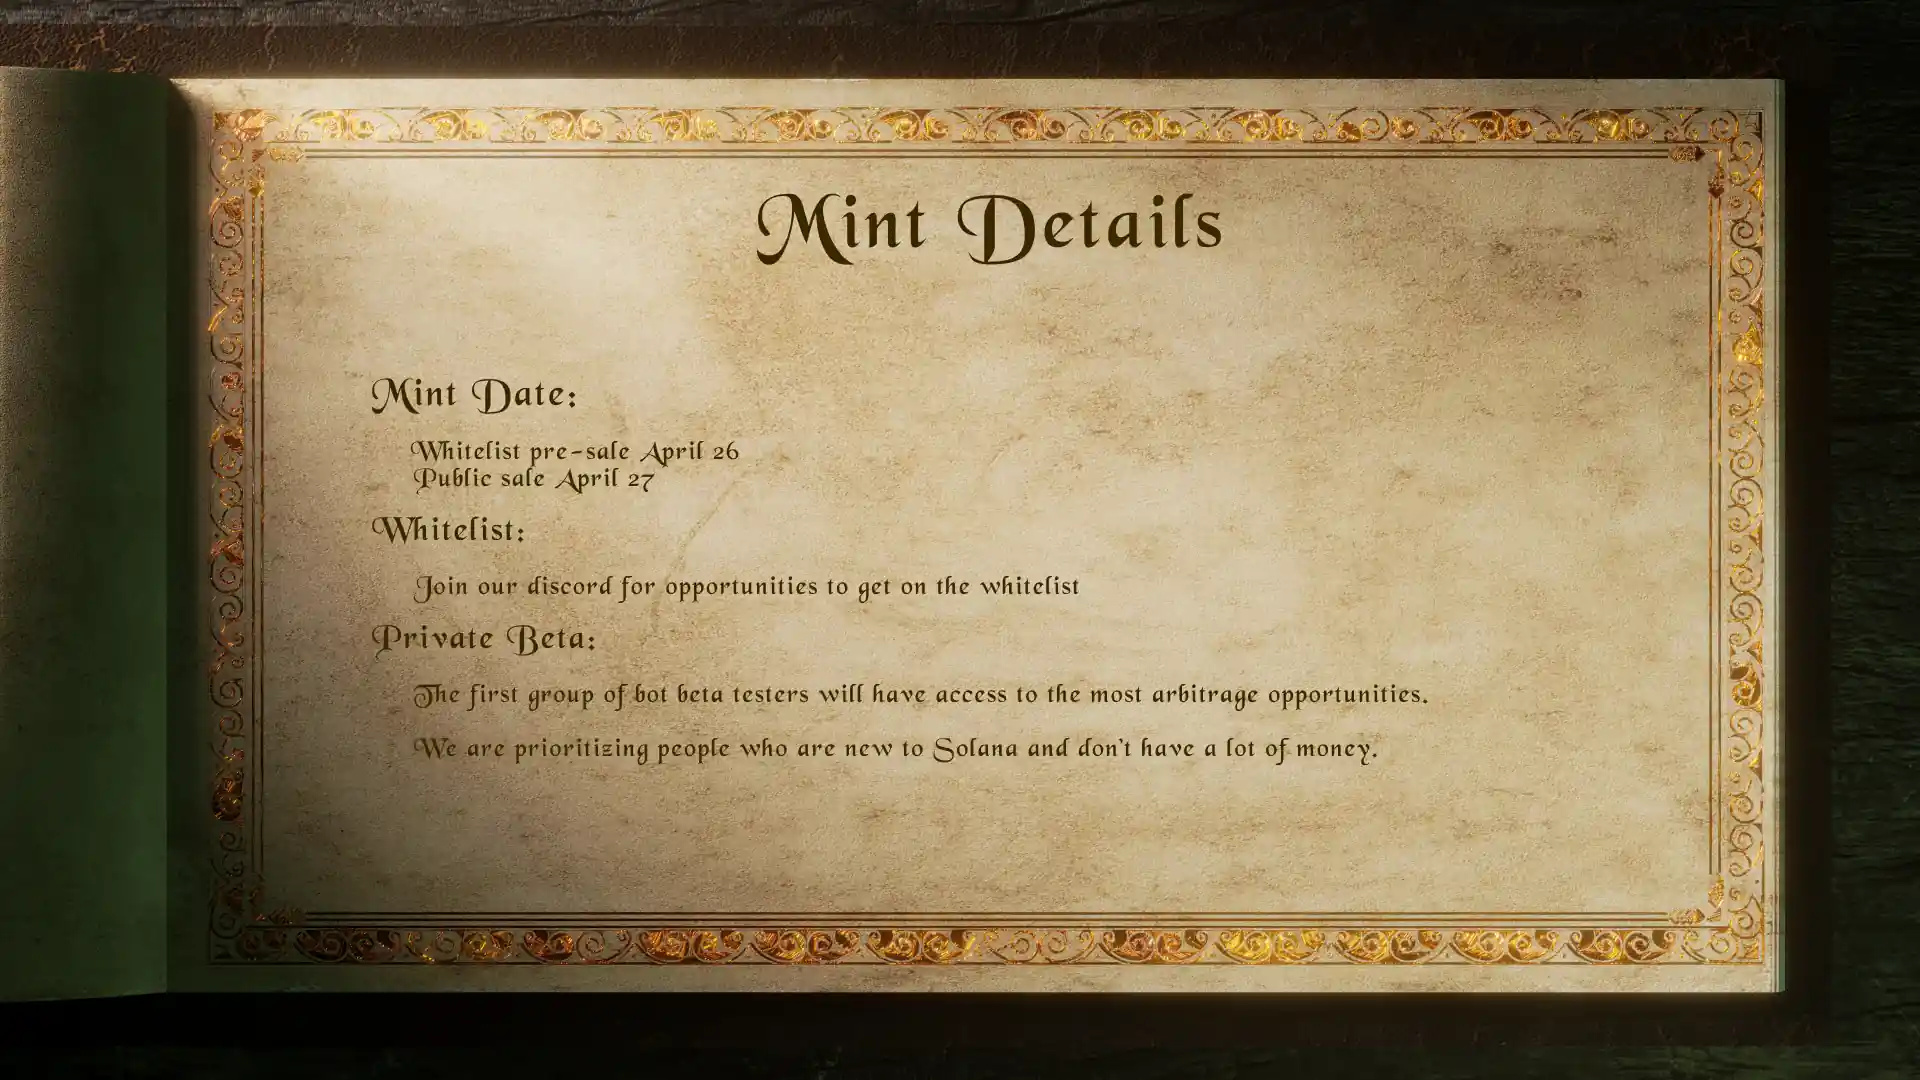 Mint Details
Mint Date:
Whitelist pre-sale April 26
Public sale April 27
Whitelist:
Join our discord for opportunities to get on the whitelist
Private Beta:
The first group of bot beta testers will have access to the most arbitrage opportunities.
We are prioritizing people who are new to Solana and don't have a lot of money.